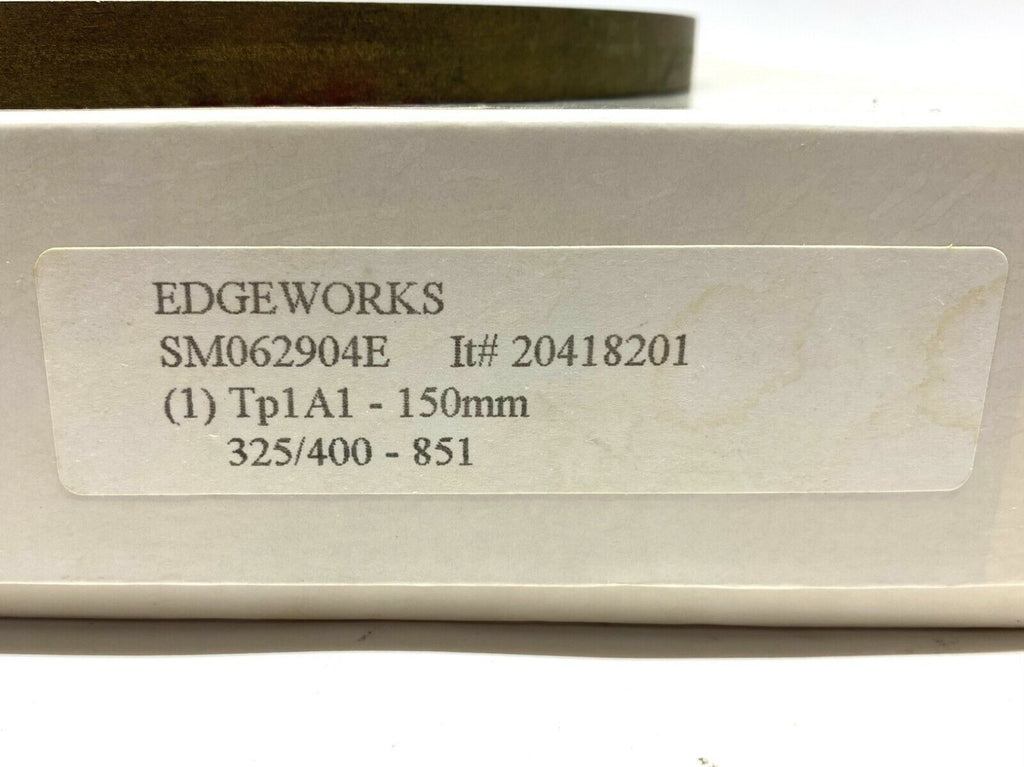 EDGEWORKS
SM062904E It# 20418201
(1) Tp1A1 - 150mm
325/400 - 851